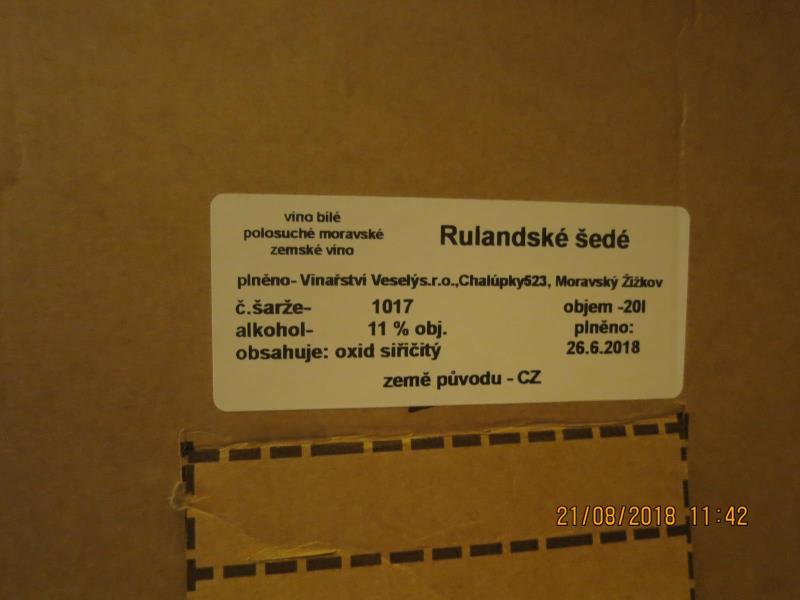 víno bílé
polosuché moravské
zemské víno
Rulandské šedé
plněno- Vinařství Veselýs.r.o.,Chalúpky523, Moravský Žižkov
č.šarže- 1017 objem -20l
alkohol- 11 % obj. plněno:
obsahuje: oxid siřičitý 26.6.2018
země původu - CZ
21/08/2018 11:42